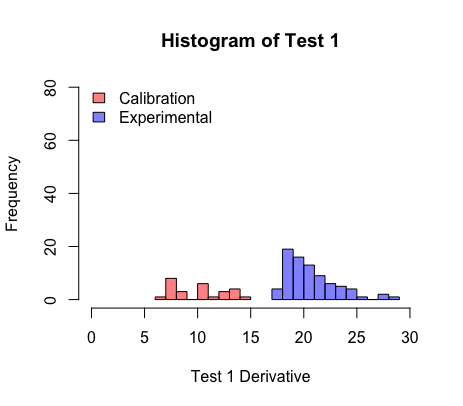 Histogram of Test 1
80
60
40
20
0
Frequency
Calibration
Experimental
0 5 10 15 20 25 30
Test 1 Derivative